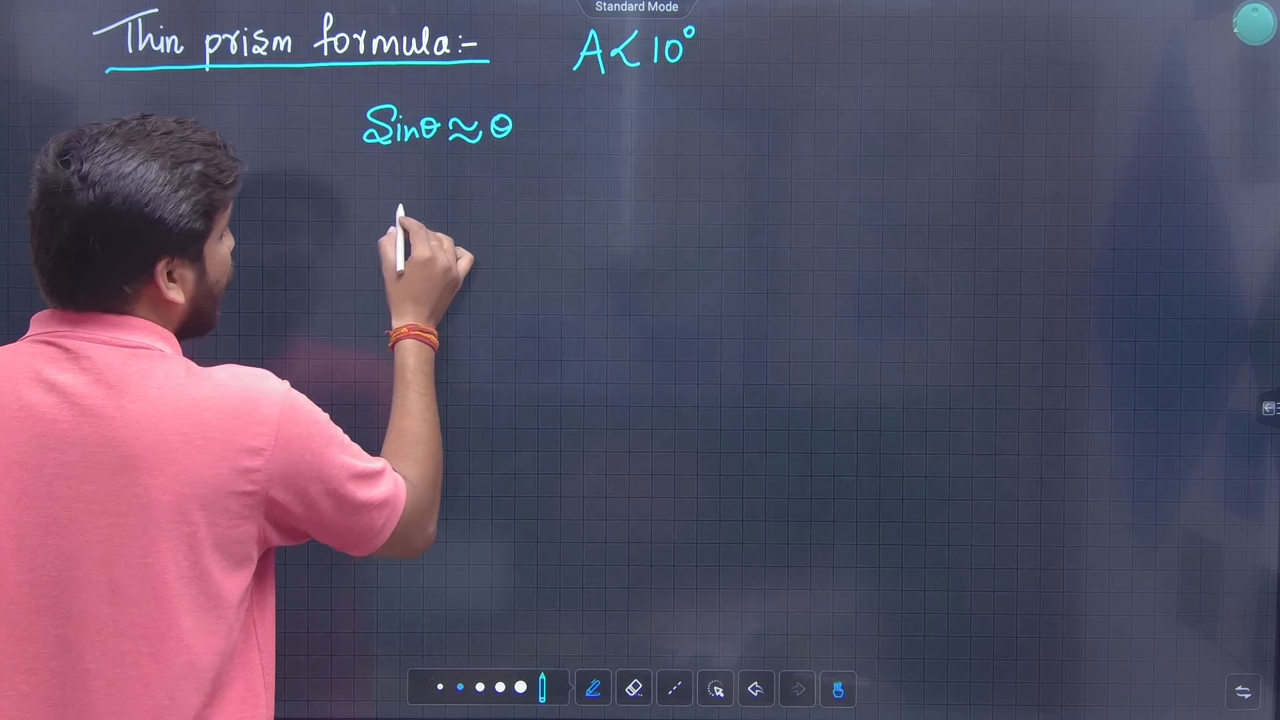 Standard Mode
Thin prism formula:- A < 10°
Sinθ ≈ θ